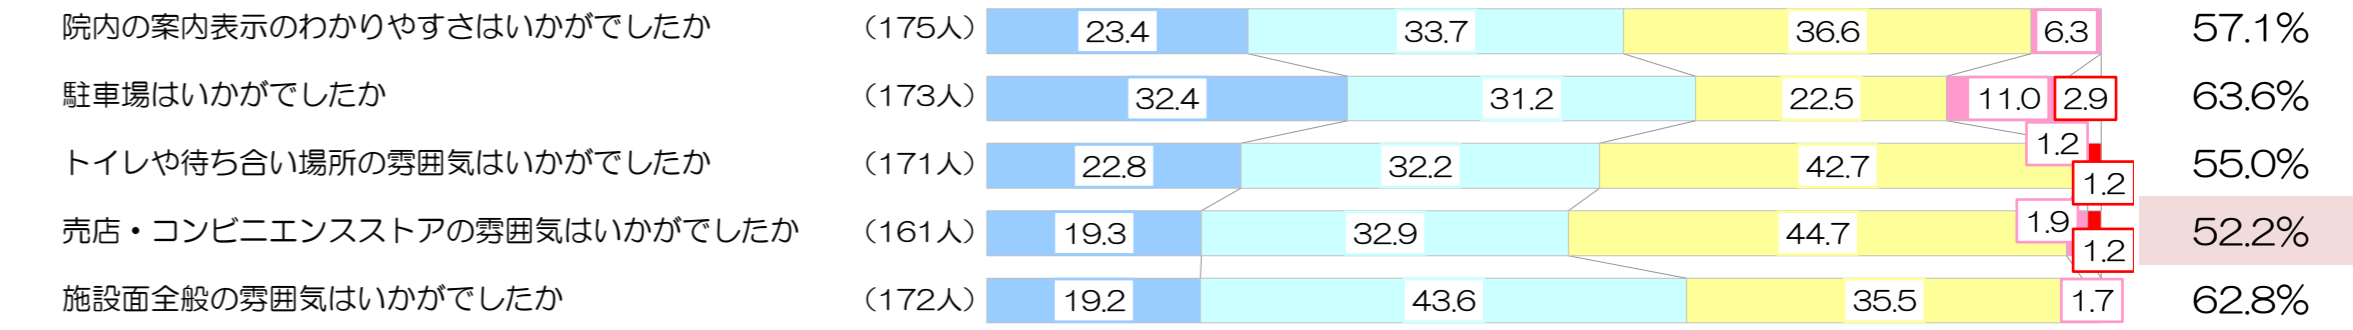 院内の案内表示のわかりやすさはいかがでしたか (175人) 23.4 33.7 36.6 6.3 57.1%
駐車場はいかがでしたか (173人) 32.4 31.2 22.5 11.0 2.9 63.6%
トイレや待ち合い場所の雰囲気はいかがでしたか (171人) 22.8 32.2 42.7 1.2 1.2 55.0%
売店・コンビニエンスストアの雰囲気はいかがでしたか (161人) 19.3 32.9 44.7 1.9 1.2 52.2%
施設面全般の雰囲気はいかがでしたか (172人) 19.2 43.6 35.5 1.7 62.8%